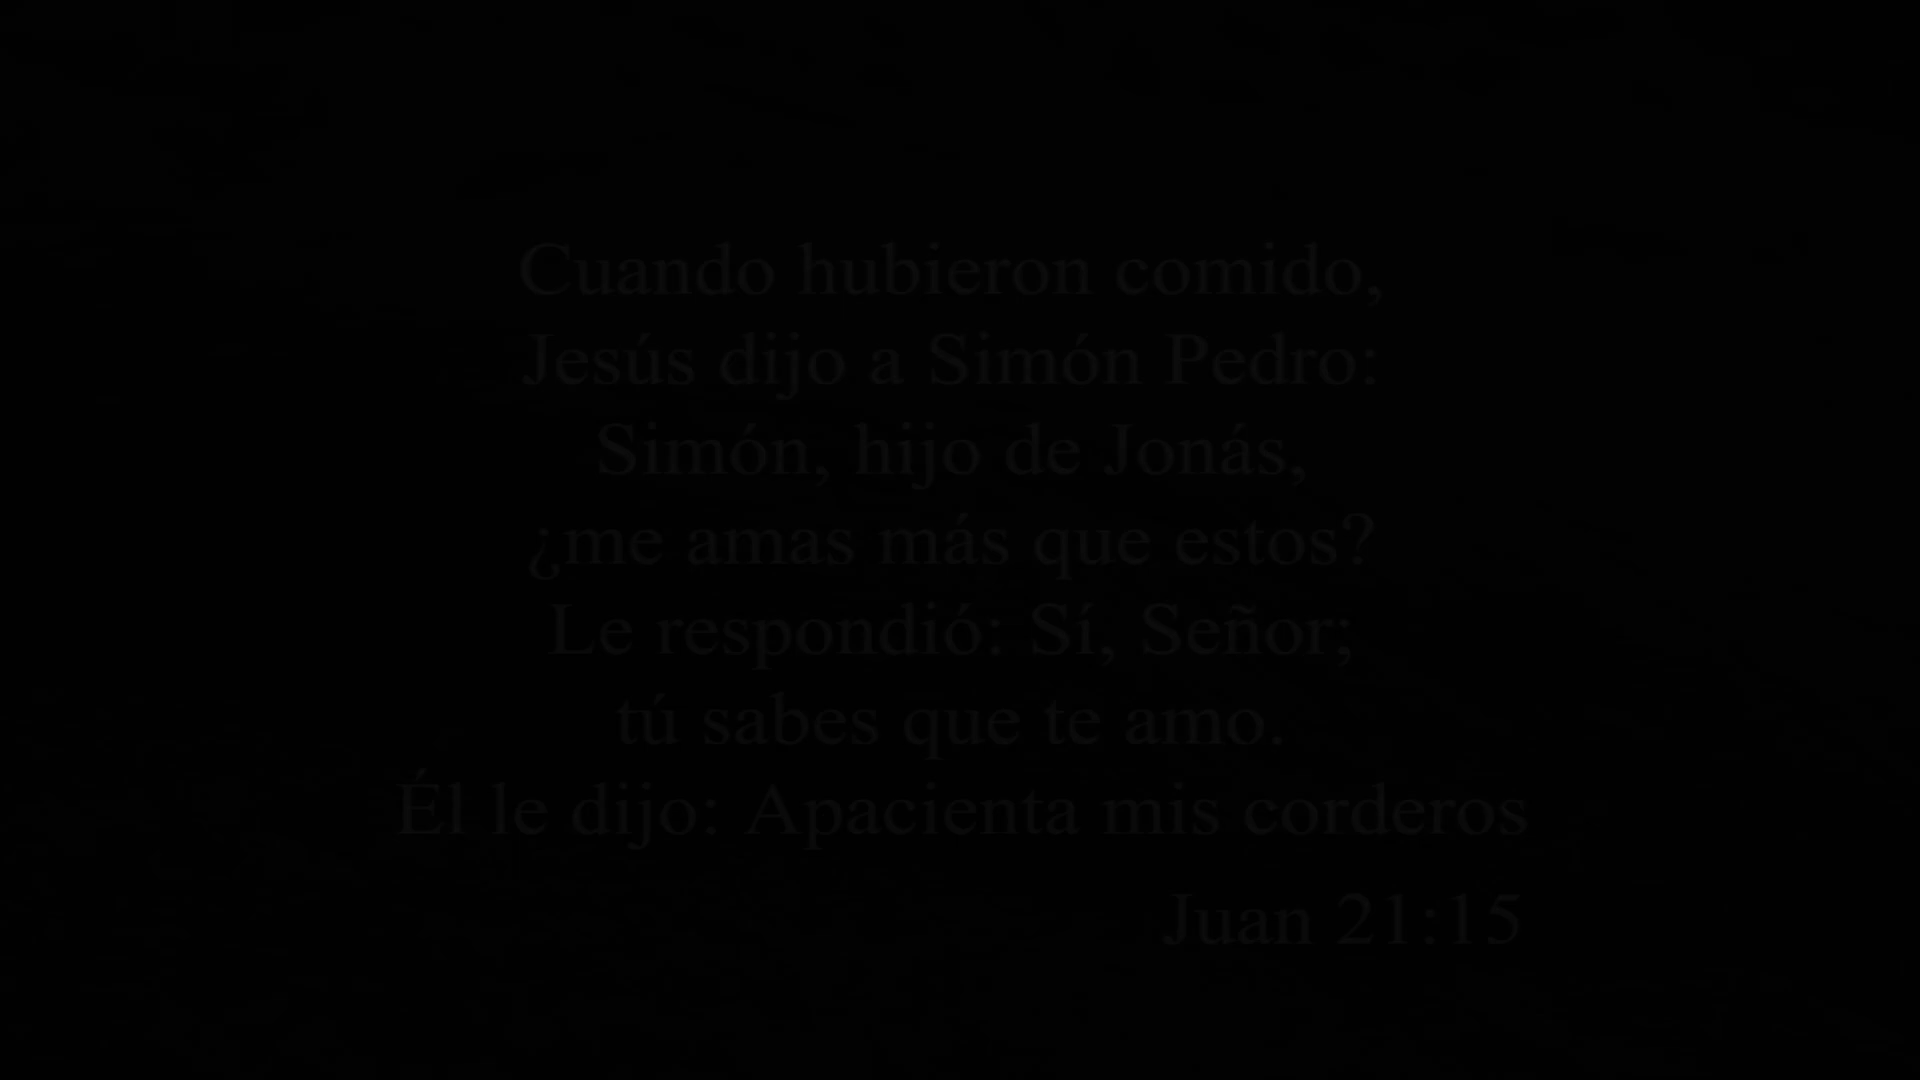 Cuando hubieron comido,
Jesús dijo a Simón Pedro:
Simón, hijo de Jonás,
¿me amas más que estos?
Le respondió: Sí, Señor;
tú sabes que te amo.
Él le dijo: Apacienta mis corderos
Juan 21:15